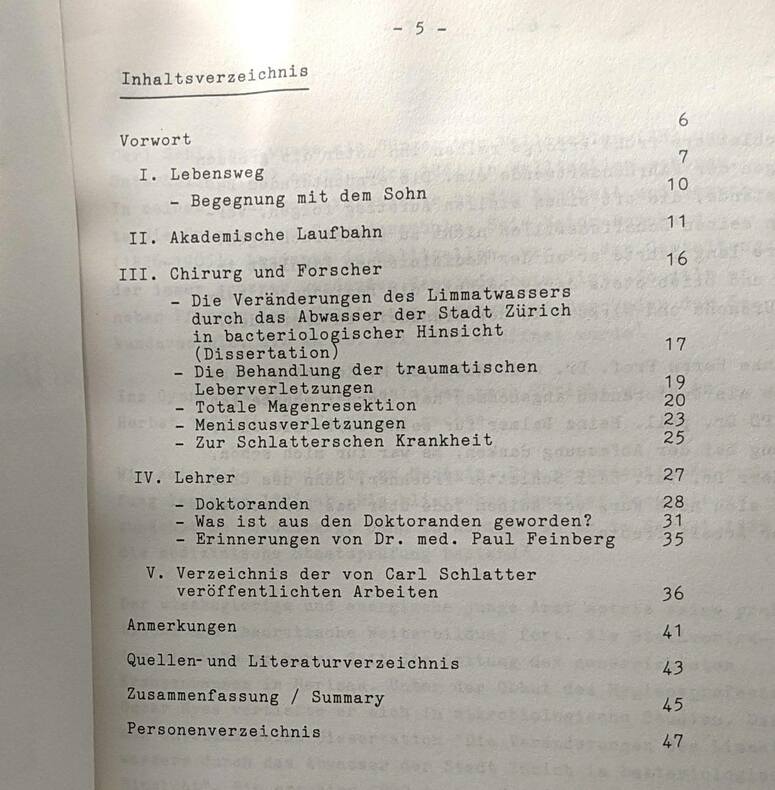 - 5 -
Inhaltsverzeichnis
Vorwort 6
I. Lebensweg 7
- Begegnung mit dem Sohn 10
II. Akademische Laufbahn 11
III. Chirurg und Forscher 16
- Die Veränderungen des Limmatwassers
durch das Abwasser der Stadt Zürich
in bacteriologischer Hinsicht
(Dissertation) 17
- Die Behandlung der traumatischen
Leberverletzungen 19
- Totale Magenresektion 20
- Meniscusverletzungen 23
- Zur Schlatterschen Krankheit 25
IV. Lehrer 27
- Doktoranden 28
- Was ist aus den Doktoranden geworden? 31
- Erinnerungen von Dr. med. Paul Feinberg 35
V. Verzeichnis der von Carl Schlatter
veröffentlichten Arbeiten 36
Anmerkungen 41
Quellen-und Literaturverzeichnis 43
Zusammenfassung / Summary 45
Personenverzeichnis 47